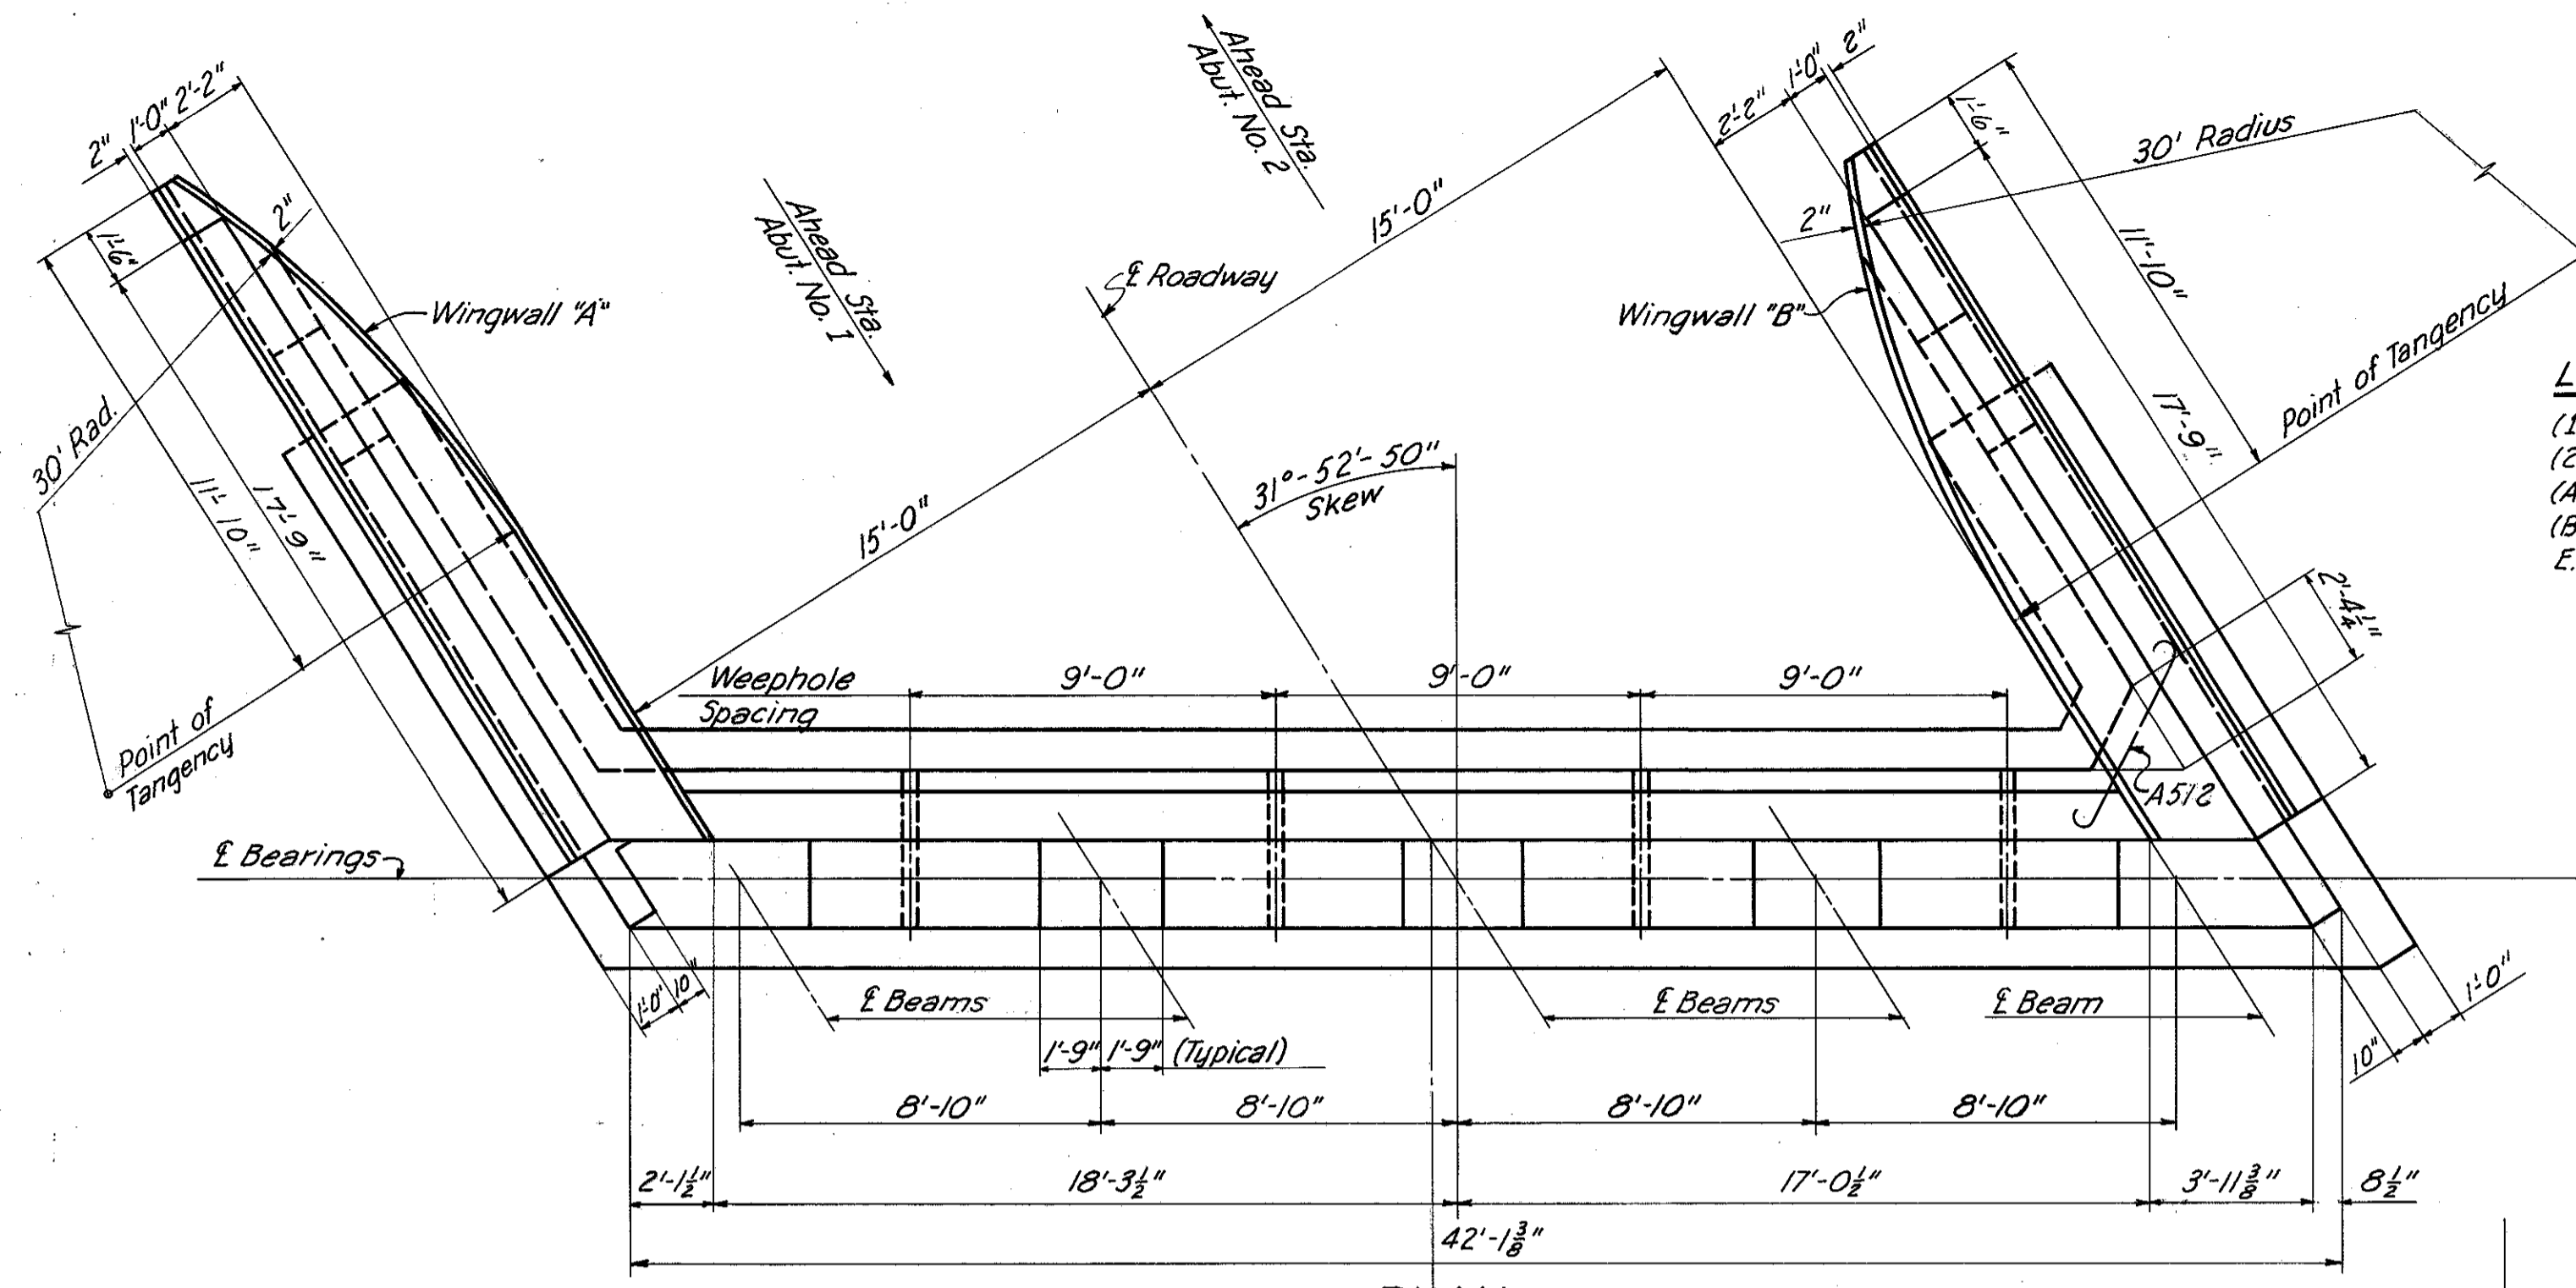 2" 1'-0" 2'-2"
Ahead Sta.
Abut. No. 2
2'-2" 1'-0" 2"
1'-6"
30' Radius
2"
15'-0"
2"
1'-6"
Ahead Sta.
Abut. No. 1
℄ Roadway
11'-10"
Wingwall "A"
Wingwall "B"
Point of Tangency
30' Rad.
17'-9"
L
(1
(2
(A
(B
E.
31°-52'-50"
Skew
11'-10"
17'-9"
15'-0"
2'-4¼"
Weephole
Spacing
9'-0"
9'-0"
9'-0"
Point of
Tangency
A512
℄ Bearings
1'-0" 10"
℄ Beams
℄ Beams
℄ Beam
10" 1'-0"
1'-9" 1'-9" (Typical)
8'-10"
8'-10"
8'-10"
8'-10"
2'-1½"
18'-3½"
17'-0½"
3'-11⅜"
8½"
42'-1⅜"